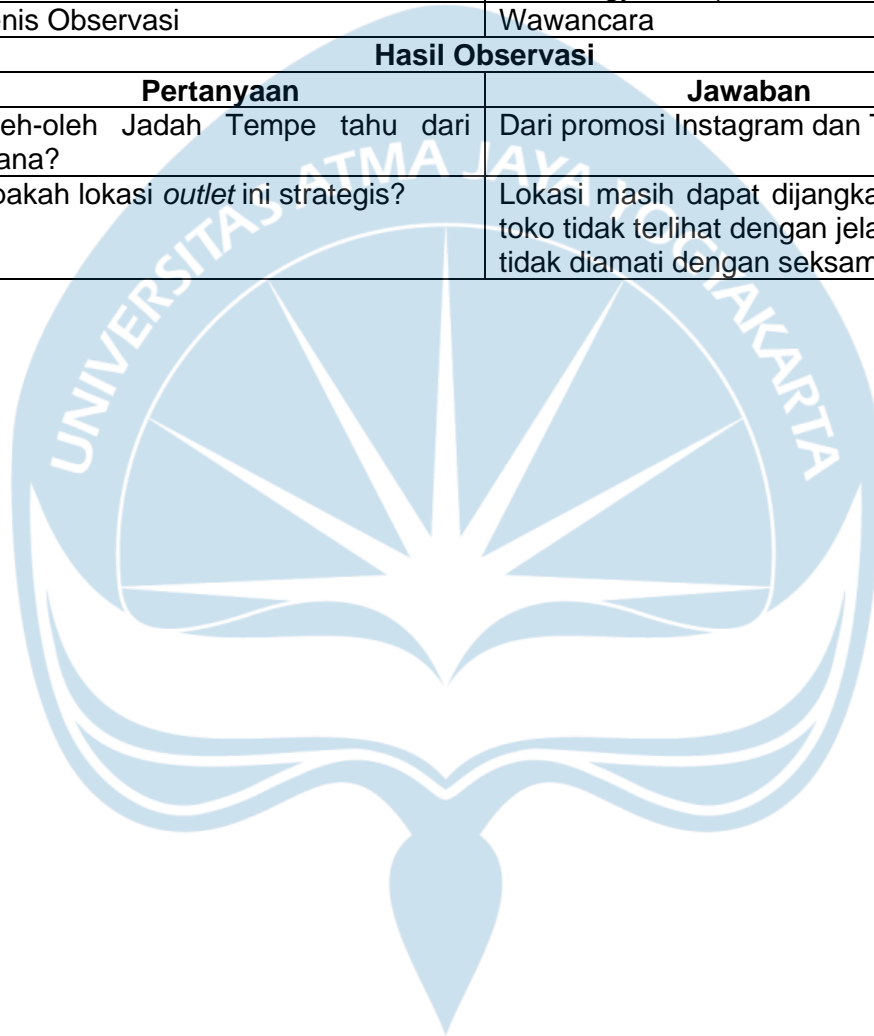 enis Observasi Wawancara
Hasil Observasi
Pertanyaan Jawaban
eh-oleh Jadah Tempe tahu dari Dari promosi Instagram dan T
ana? 
pakah lokasi outlet ini strategis? Lokasi masih dapat dijangka
toko tidak terlihat dengan jela
tidak diamati dengan seksam
UNIVERSITAS ATMA JAYA YOGYAKARTA